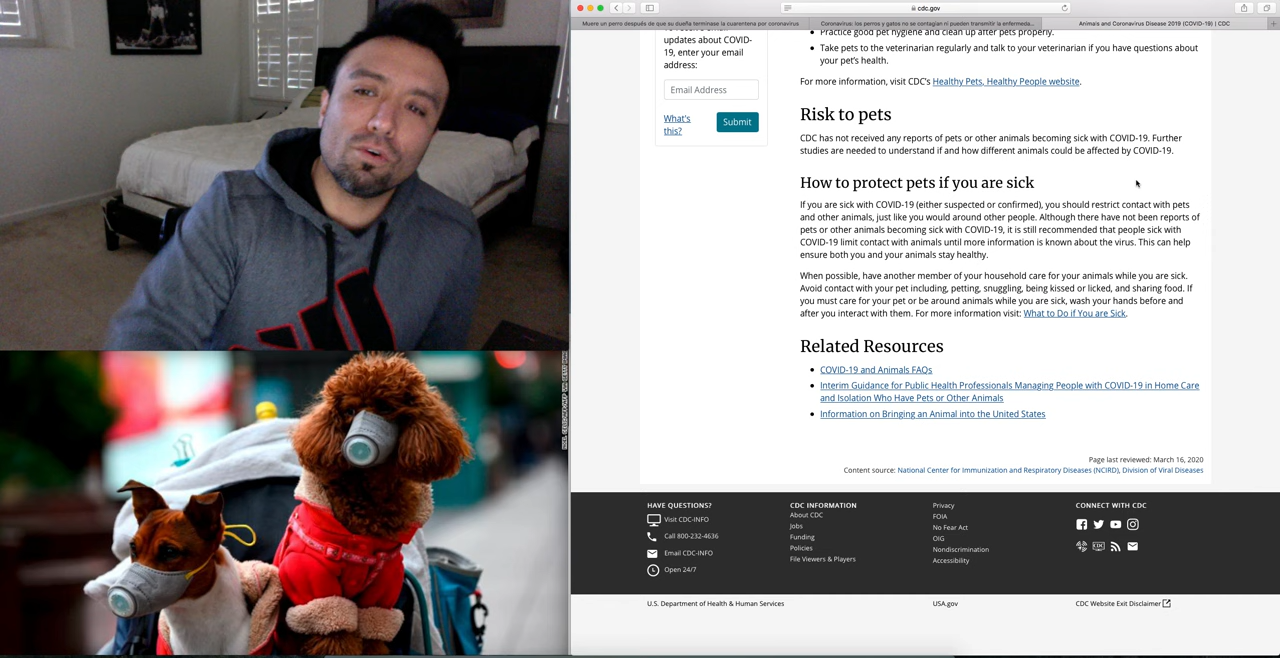 cdc.gov
Muere un perro después de que su dueña terminase la cuarentena por coronavirus
Coronavirus: los perros y gatos no se contagian ni pueden transmitir la enfermeda...
Animals and Coronavirus Disease 2019 (COVID-19) | CDC
updates about COVID-
19, enter your email
address:
Email Address
What's
this?
Submit
Practice good pet hygiene and clean up after pets properly.
Take pets to the veterinarian regularly and talk to your veterinarian if you have questions about
your pet's health.
For more information, visit CDC's Healthy Pets, Healthy People website.
Risk to pets
CDC has not received any reports of pets or other animals becoming sick with COVID-19. Further
studies are needed to understand if and how different animals could be affected by COVID-19.
How to protect pets if you are sick
If you are sick with COVID-19 (either suspected or confirmed), you should restrict contact with pets
and other animals, just like you would around other people. Although there have not been reports of
pets or other animals becoming sick with COVID-19, it is still recommended that people sick with
COVID-19 limit contact with animals until more information is known about the virus. This can help
ensure both you and your animals stay healthy.
When possible, have another member of your household care for your animals while you are sick.
Avoid contact with your pet including, petting, snuggling, being kissed or licked, and sharing food. If
you must care for your pet or be around animals while you are sick, wash your hands before and
after you interact with them. For more information visit: What to Do if You are Sick.
Related Resources
COVID-19 and Animals FAQs
Interim Guidance for Public Health Professionals Managing People with COVID-19 in Home Care
and Isolation Who Have Pets or Other Animals
Information on Bringing an Animal into the United States
Page last reviewed: March 16, 2020
Content source: National Center for Immunization and Respiratory Diseases (NCIRD), Division of Viral Diseases
HAVE QUESTIONS?
Visit CDC-INFO
Call 800-232-4636
Email CDC-INFO
Open 24/7
CDC INFORMATION
About CDC
Jobs
Funding
Policies
File Viewers & Players
Privacy
FOIA
No Fear Act
OIG
Nondiscrimination
Accessibility
CONNECT WITH CDC
U.S. Department of Health & Human Services
USA.gov
CDC Website Exit Disclaimer